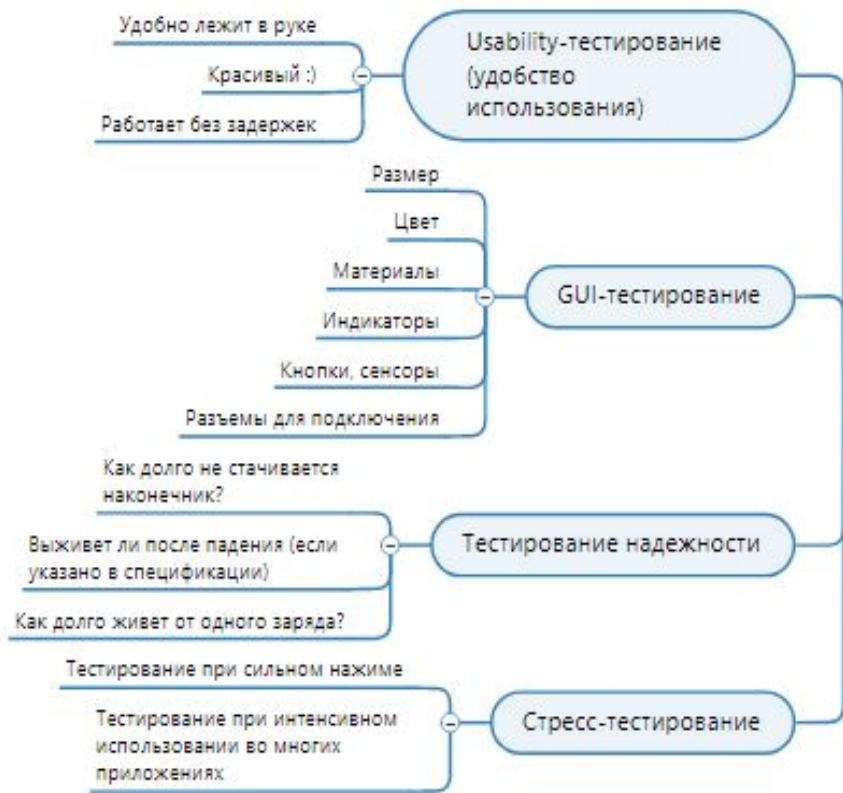 Удобно лежит в руке
Красивый :)
Работает без задержек
Usability-тестирование
(удобство
использования)
Размер
Цвет
Материалы
Индикаторы
Кнопки, сенсоры
Разъемы для подключения
GUI-тестирование
Как долго не стачивается
наконечник?
Выживет ли после падения (если
указано в спецификации)
Как долго живет от одного заряда?
Тестирование надежности
Тестирование при сильном нажиме
Тестирование при интенсивном
использовании во многих
приложениях
Стресс-тестирование